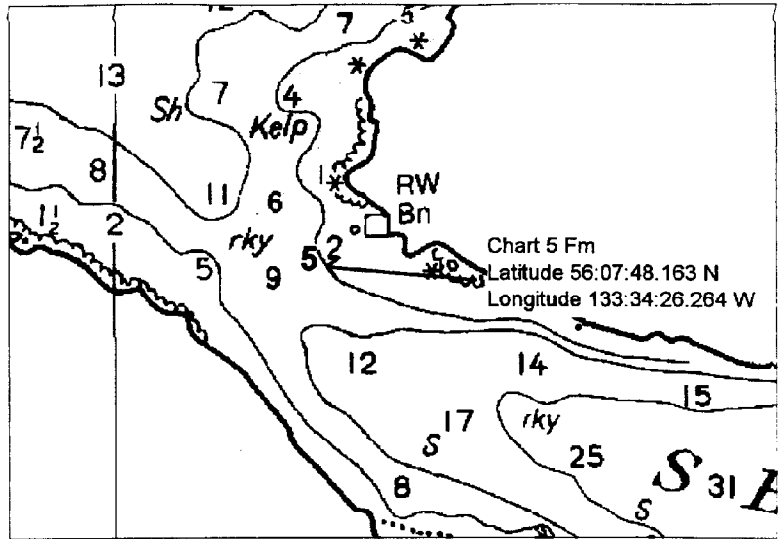 12 7 5
13
7 4
Sh Kelp
7½
8 1 RW
11 6 Bn
1½ 2
rky
5 9 5 2
Chart 5 Fm
Latitude 56:07:48.163 N
Longitude 133:34:26.264 W
12 14
15
17 rky
S 25
8 S 31 E
S